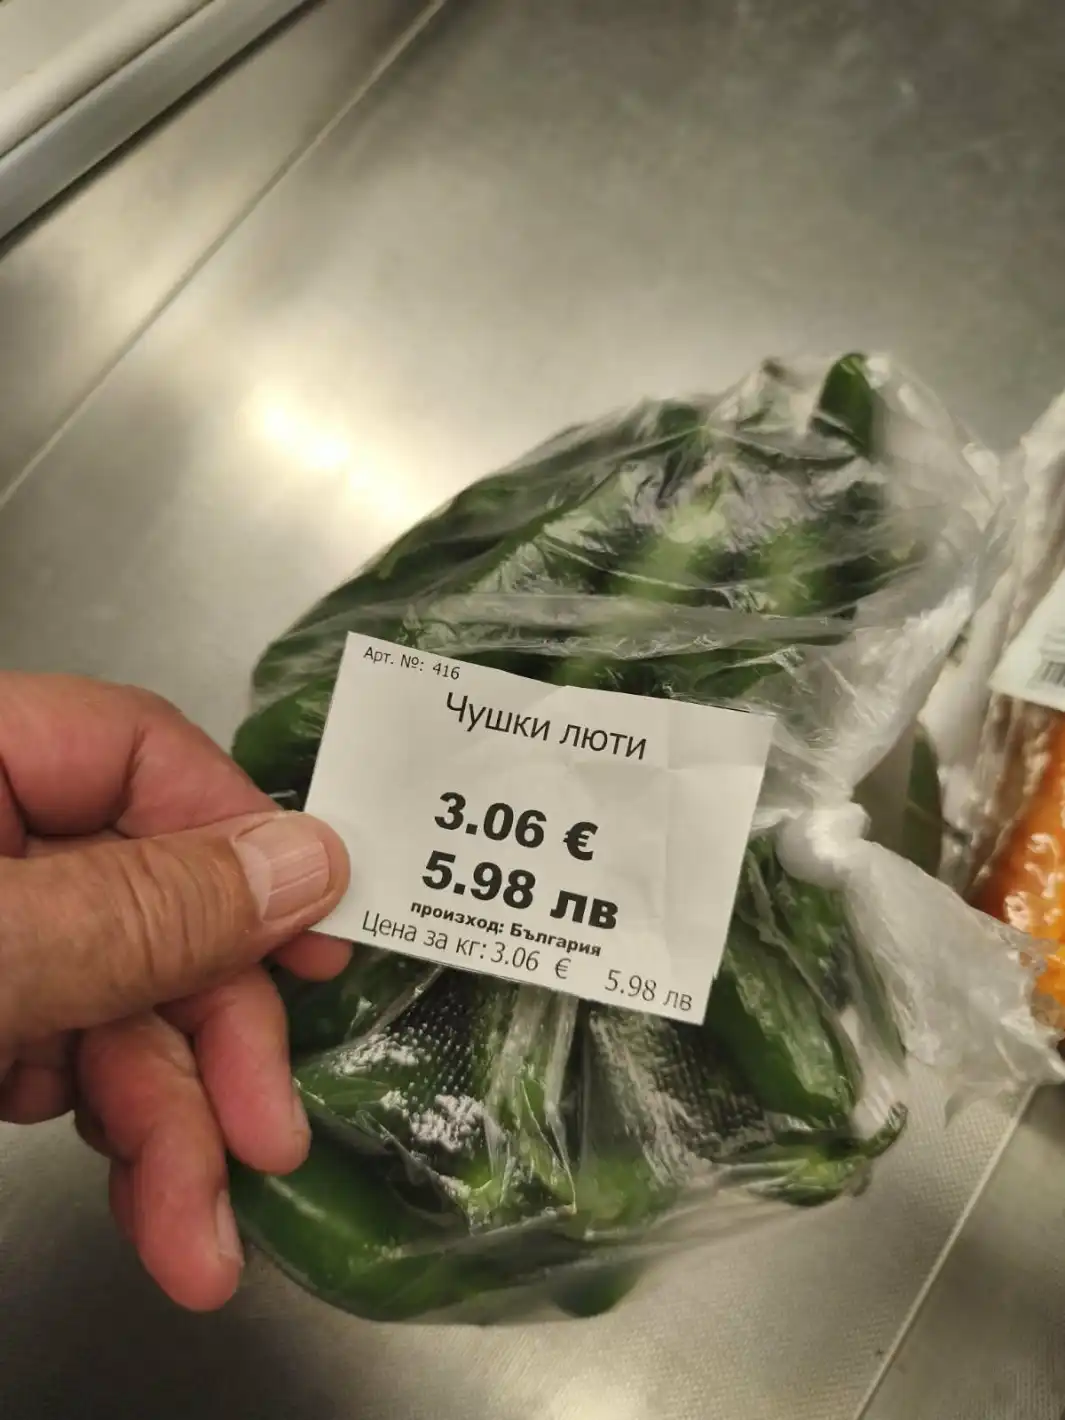 Арт. №: 416
Чушки люти
3.06 €
5.98 лв
произход: България
Цена за кг: 3.06 € 5.98 лв